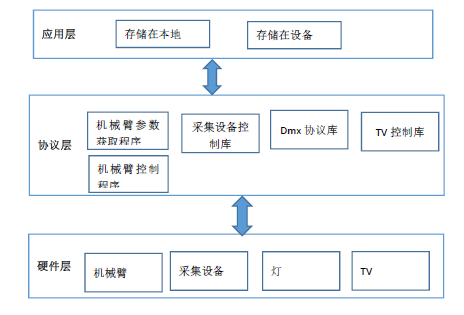 应用层
存储在本地
存储在设备
协议层
机械臂参数
获取程序
机械臂控制
程序
采集设备控
制库
Dmx 协议库
TV 控制库
硬件层
机械臂
采集设备
灯
TV